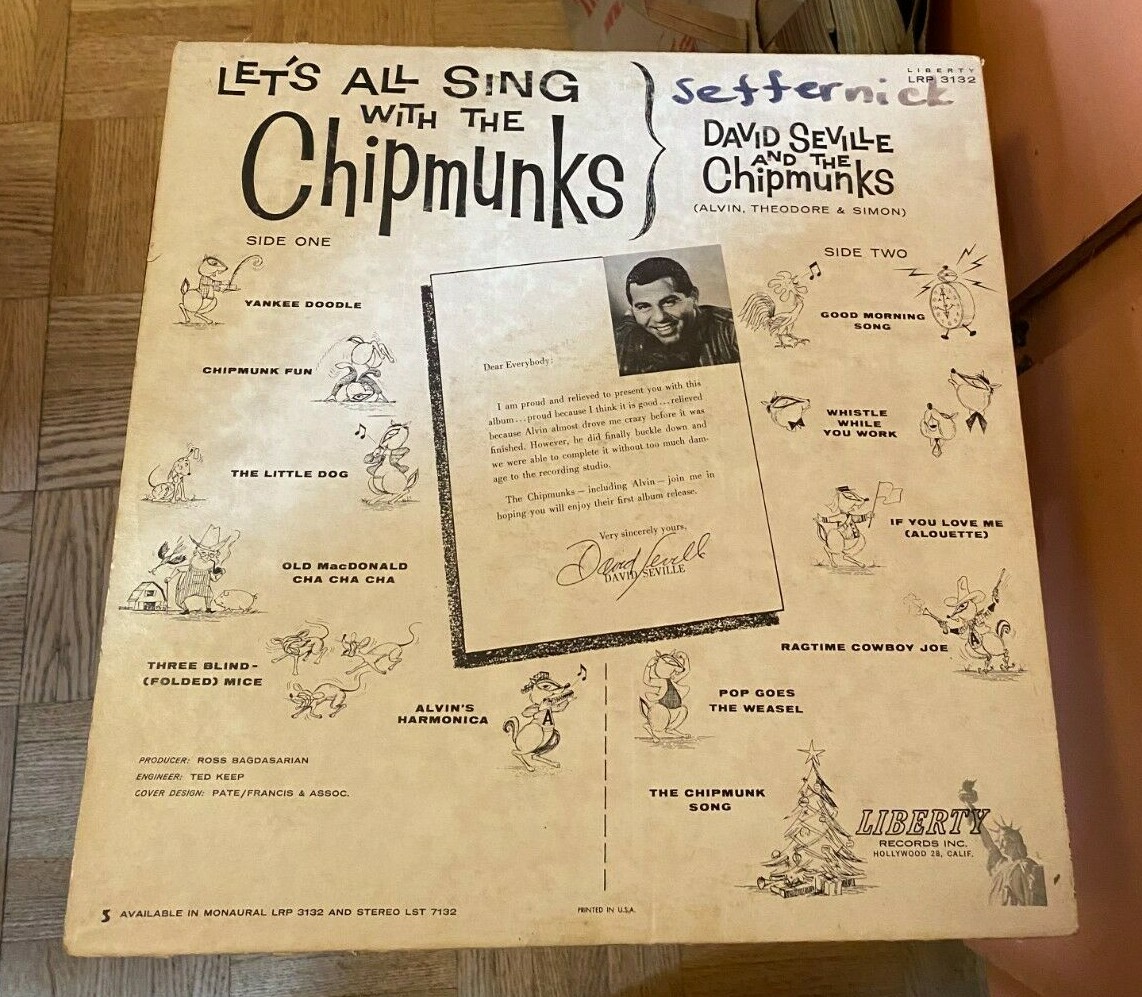 LET'S ALL SING
WITH THE
Chipmunks
Seffernick
LIBERTY
LRP 3132
DAVID SEVILLE
AND THE
Chipmunks
(ALVIN, THEODORE & SIMON)
SIDE ONE
YANKEE DOODLE
CHIPMUNK FUN
THE LITTLE DOG
OLD MacDONALD
CHA CHA CHA
THREE BLIND-
(FOLDED) MICE
ALVIN'S
HARMONICA
A
Dear Everybody:
I am proud and relieved to present you with this
album...proud because I think it is good...relieved
because Alvin almost drove me crazy before it was
finished. However, he did finally buckle down and
we were able to complete it without too much dam-
age to the recording studio.
The Chipmunks — including Alvin — join me in
hoping you will enjoy their first album release.
Very sincerely yours,
David Seville
DAVID SEVILLE
SIDE TWO
GOOD MORNING
SONG
WHISTLE
WHILE
YOU WORK
IF YOU LOVE ME
(ALOUETTE)
RAGTIME COWBOY JOE
A
POP GOES
THE WEASEL
THE CHIPMUNK
SONG
PRODUCER: ROSS BAGDASARIAN
ENGINEER: TED KEEP
COVER DESIGN: PATE/FRANCIS & ASSOC.
LIBERTY
RECORDS INC.
HOLLYWOOD 28, CALIF.
5 AVAILABLE IN MONAURAL LRP 3132 AND STEREO LST 7132
PRINTED IN U.S.A.